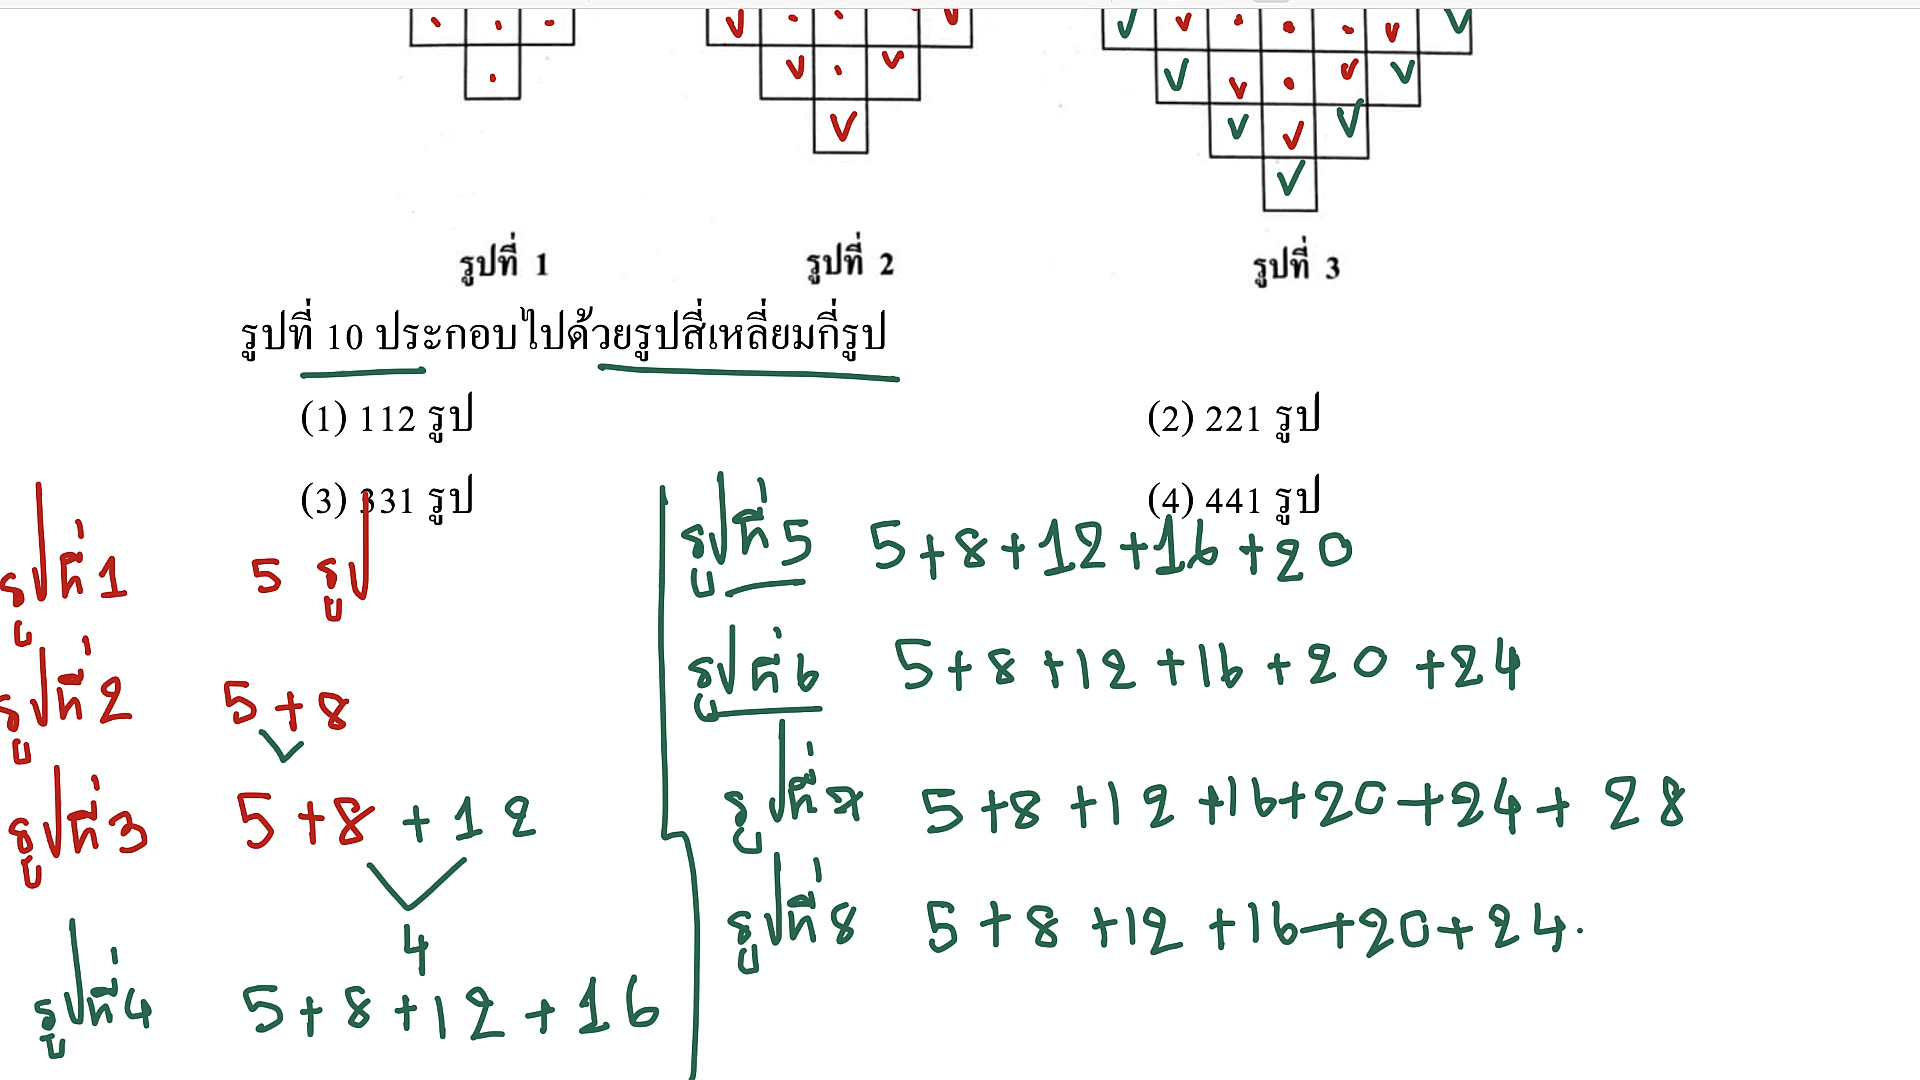 รูปที่ 1
รูปที่ 2
รูปที่ 3
รูปที่ 10 ประกอบไปด้วยรูปสี่เหลี่ยมกี่รูป
(1) 112 รูป
(2) 221 รูป
(3) 331 รูป
(4) 441 รูป
รูปที่ 1 5 รูป
รูปที่ 2 5+8
รูปที่ 3 5+8+12
4
รูปที่ 4 5+8+12+16
รูปที่ 5 5+8+12+16+20
รูปที่ 6 5+8+12+16+20+24
รูปที่ 7 5+8+12+16+20+24+28
รูปที่ 8 5+8+12+16+20+24.